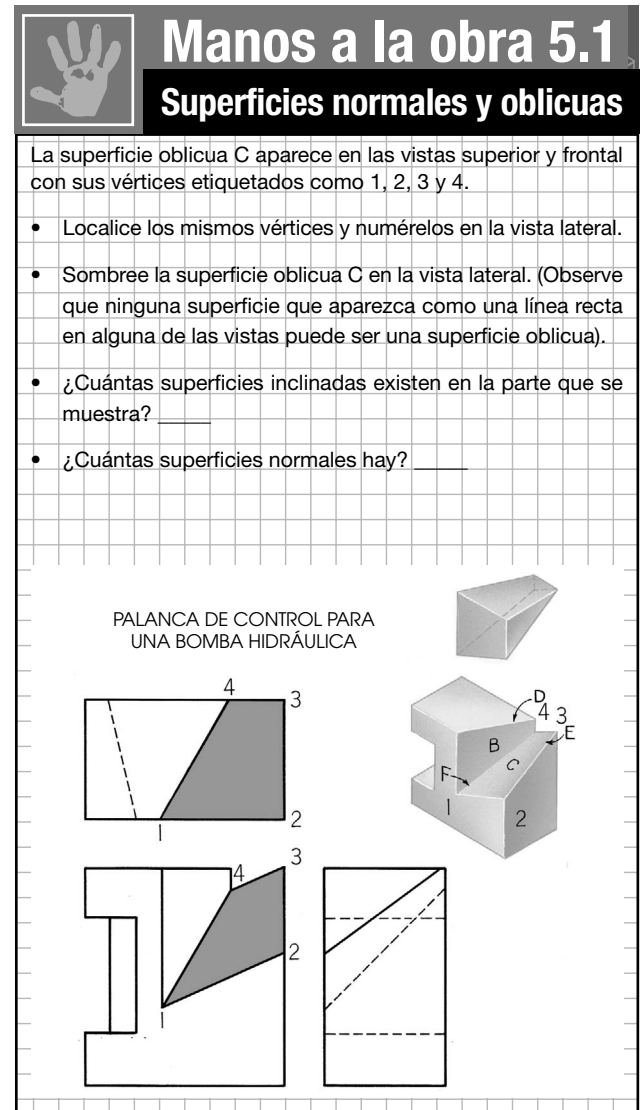 Manos a la obra 5.1
Superficies normales y oblicuas
La superficie oblicua C aparece en las vistas superior y frontal
con sus vértices etiquetados como 1, 2, 3 y 4.
• Localice los mismos vértices y numérelos en la vista lateral.
• Sombree la superficie oblicua C en la vista lateral. (Observe
que ninguna superficie que aparezca como una línea recta
en alguna de las vistas puede ser una superficie oblicua).
• ¿Cuántas superficies inclinadas existen en la parte que se
muestra? _____
• ¿Cuántas superficies normales hay? _____
PALANCA DE CONTROL PARA
UNA BOMBA HIDRÁULICA
4
3
1
2
D
4 3
E
B
C
F
1
2
4
3
2
1